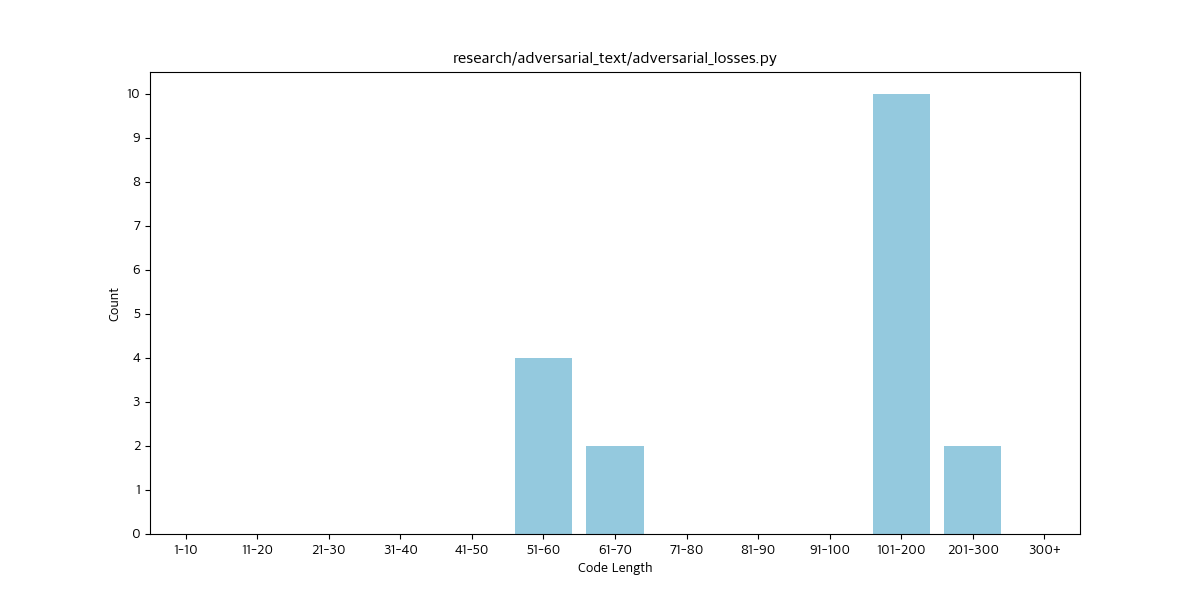 research/adversarial_text/adversarial_losses.py
10
9
8
7
6
5
4
3
2
1
0
Count
1-10 11-20 21-30 31-40 41-50 51-60 61-70 71-80 81-90 91-100 101-200 201-300 300+
Code Length